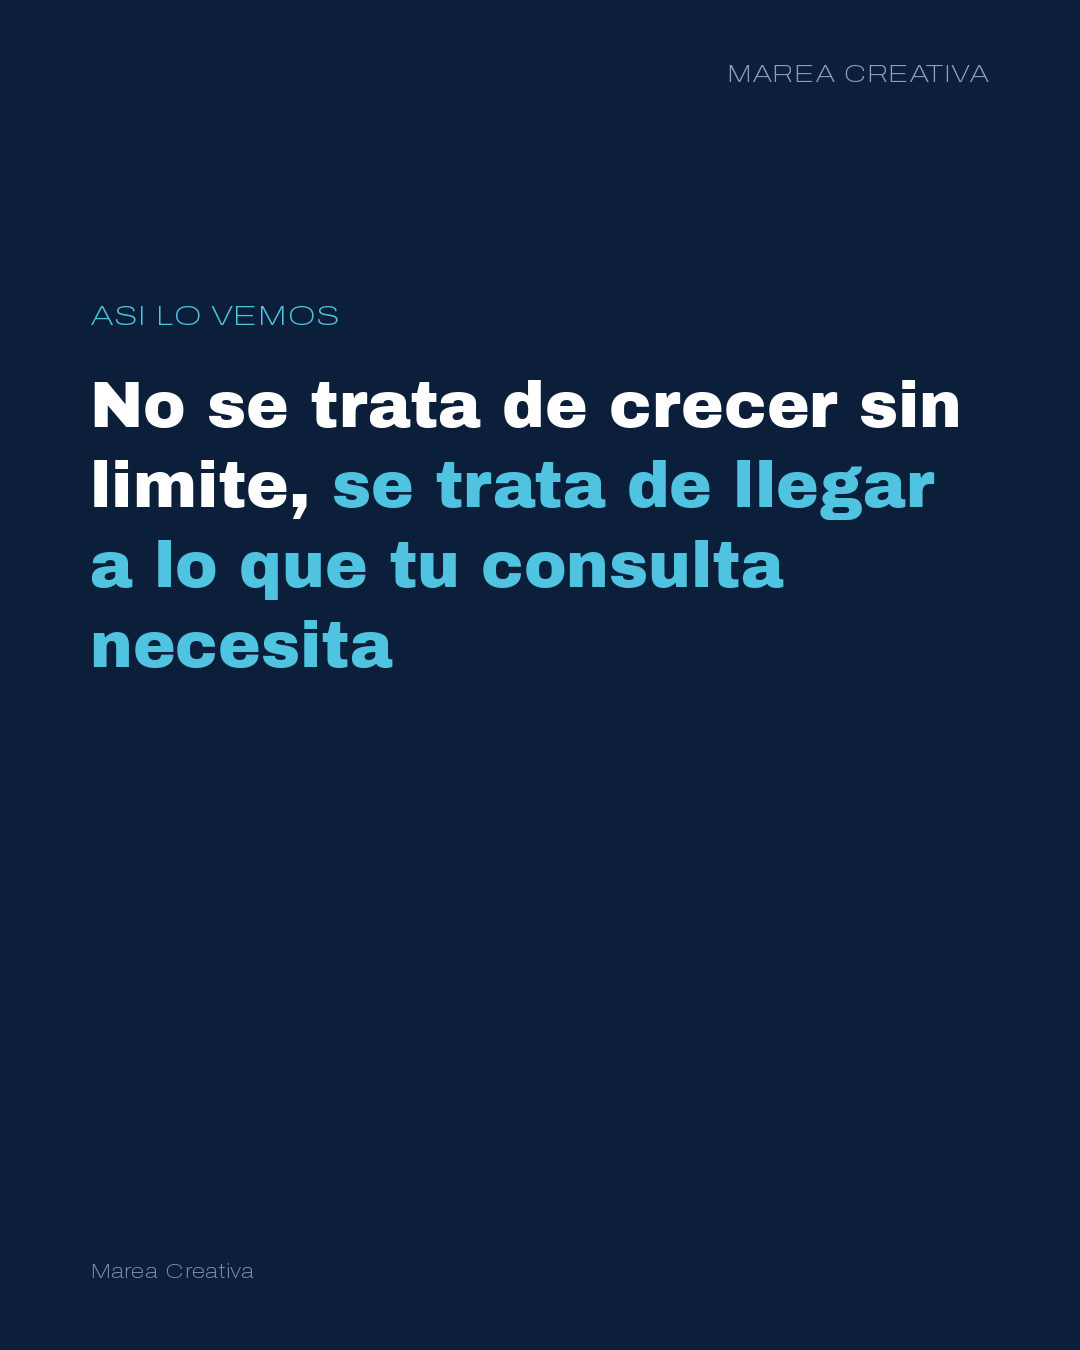 MAREA CREATIVA
ASI LO VEMOS
No se trata de crecer sin
limite, se trata de llegar
a lo que tu consulta
necesita
Marea Creativa